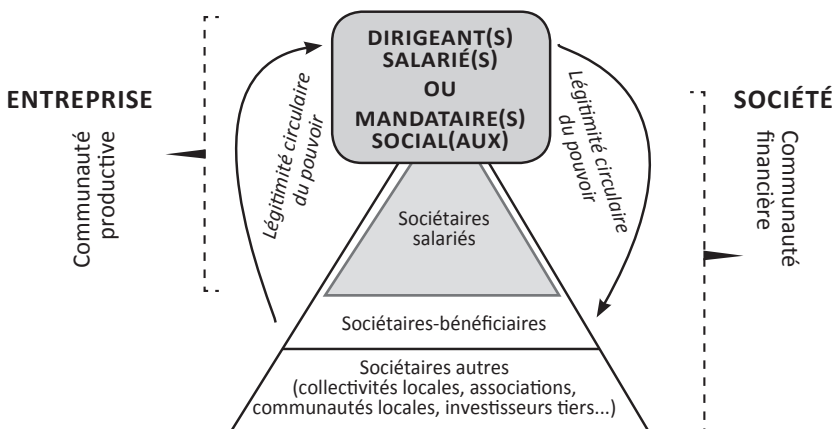 DIRIGEANT(S)
SALARIÉ(S)
OU
MANDATAIRE(S)
SOCIAL(AUX)
ENTREPRISE
Communauté
productive
Légitimité circulaire
du pouvoir
Légitimité circulaire
du pouvoir
SOCIÉTÉ
Communauté
financière
Sociétaires
salariés
Sociétaires-bénéficiaires
Sociétaires autres
(collectivités locales, associations,
communautés locales, investisseurs tiers...)